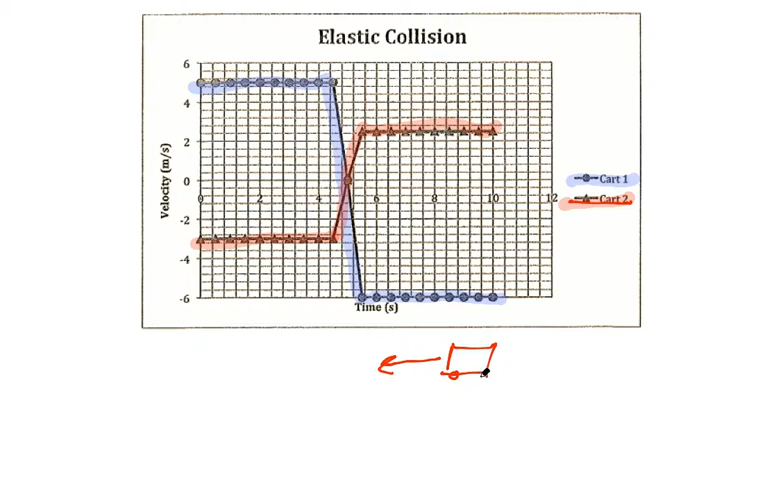 Elastic Collision
6
4
2
0
-2
-4
-6
0 2 4 6 8 10 12
Velocity (m/s)
Time (s)
Cart 1
Cart 2